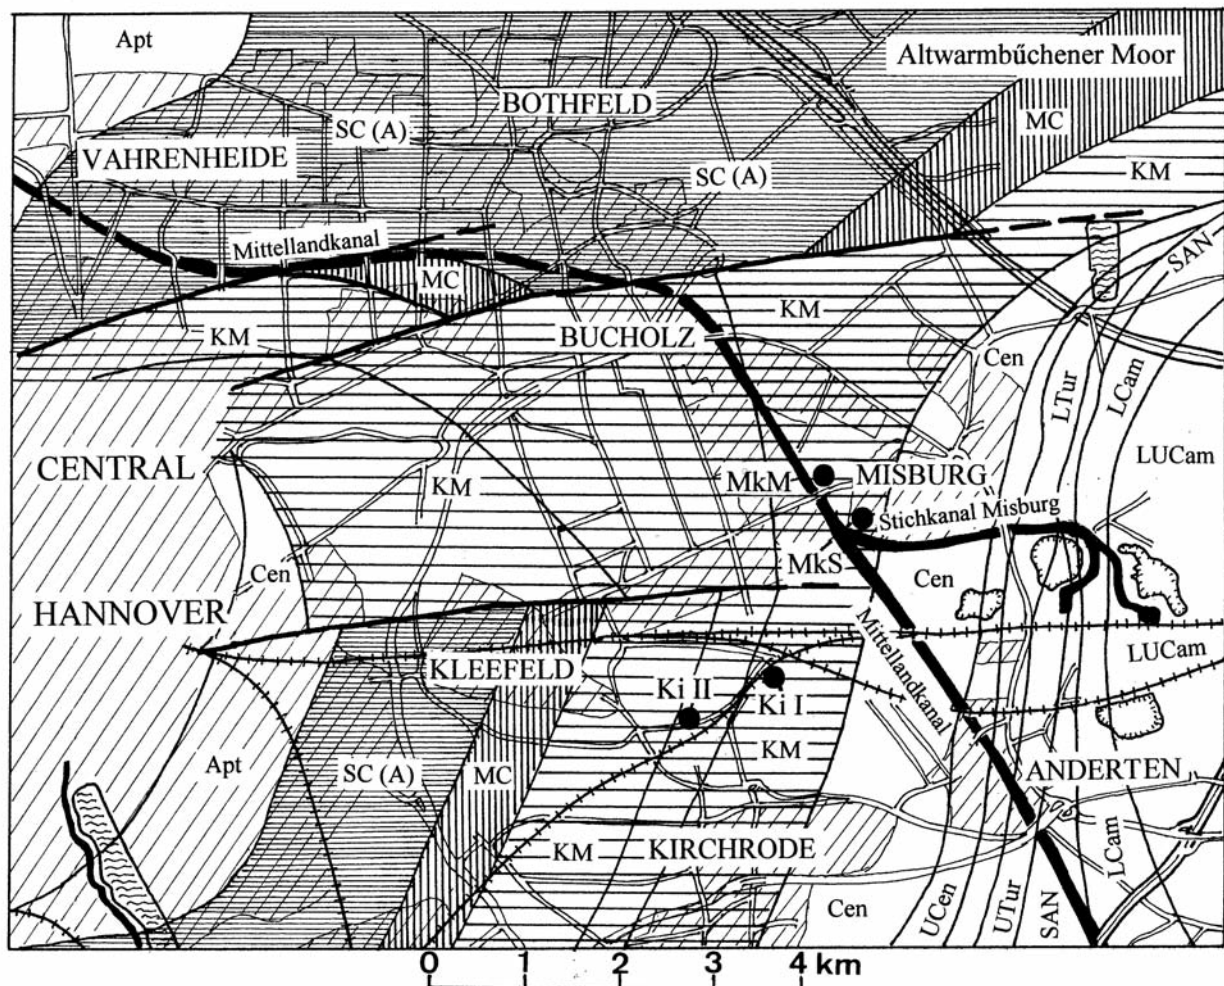 Apt
Altwarmbűchener Moor
BOTHFELD
SC (A)
MC
VAHRENHEIDE
SC (A)
KM
Mittellandkanal
SAN
MC
KM
KM
BUCHOLZ
Cen
LTur
LCam
CENTRAL
LUCam
KM
MkM
MISBURG
Stichkanal Misburg
MkS
Cen
Cen
HANNOVER
LUCam
KLEEFELD
Mittellandkanal
Ki II
Ki I
KM
Apt
SC (A)
MC
ANDERTEN
KM
KIRCHRODE
LCam
Cen
UCen
UTur
SAN
0 1 2 3 4 km